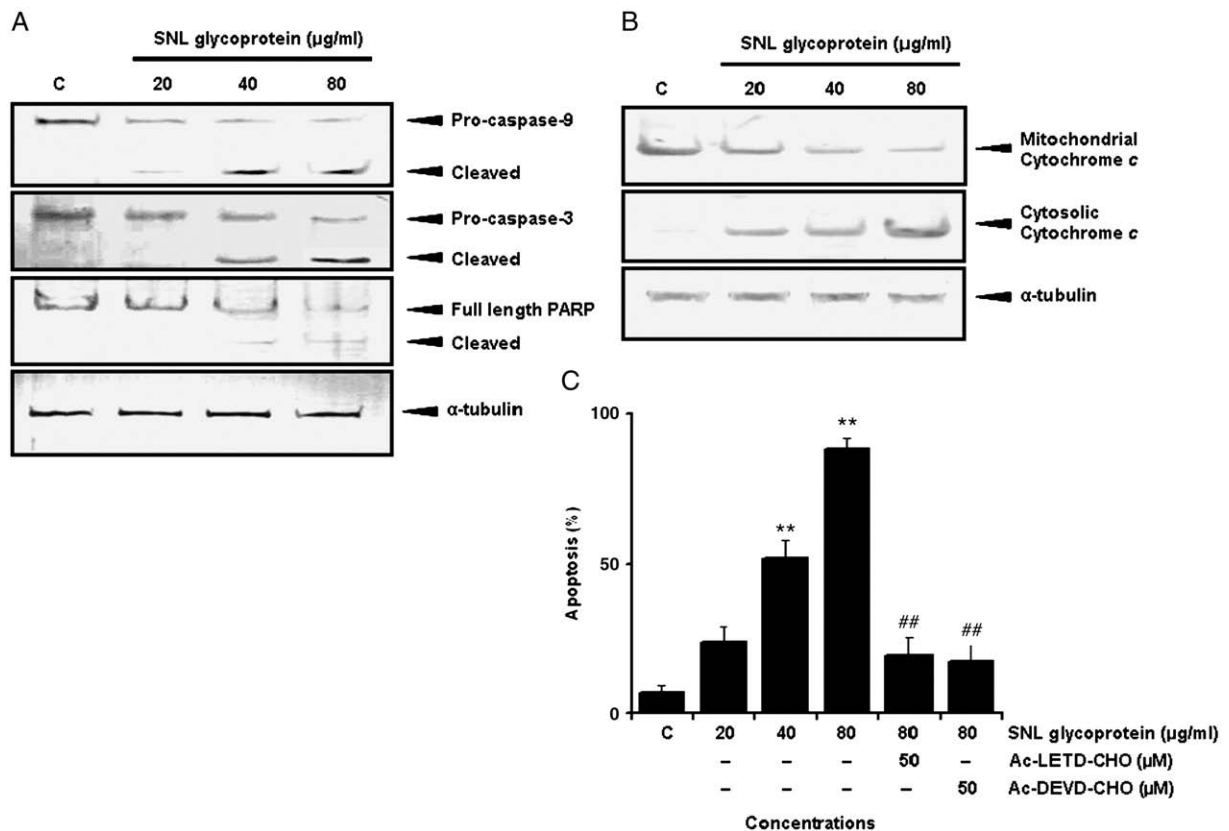 A
SNL glycoprotein (µg/ml)
C 20 40 80
Pro-caspase-9
Cleaved
Pro-caspase-3
Cleaved
Full length PARP
Cleaved
α-tubulin
B
SNL glycoprotein (µg/ml)
C 20 40 80
Mitochondrial
Cytochrome c
Cytosolic
Cytochrome c
α-tubulin
C
Apoptosis (%)
100
50
0
**
**
##
##
C 20 40 80 80 80 SNL glycoprotein (µg/ml)
– – – 50 – Ac-LETD-CHO (µM)
– – – – 50 Ac-DEVD-CHO (µM)
Concentrations